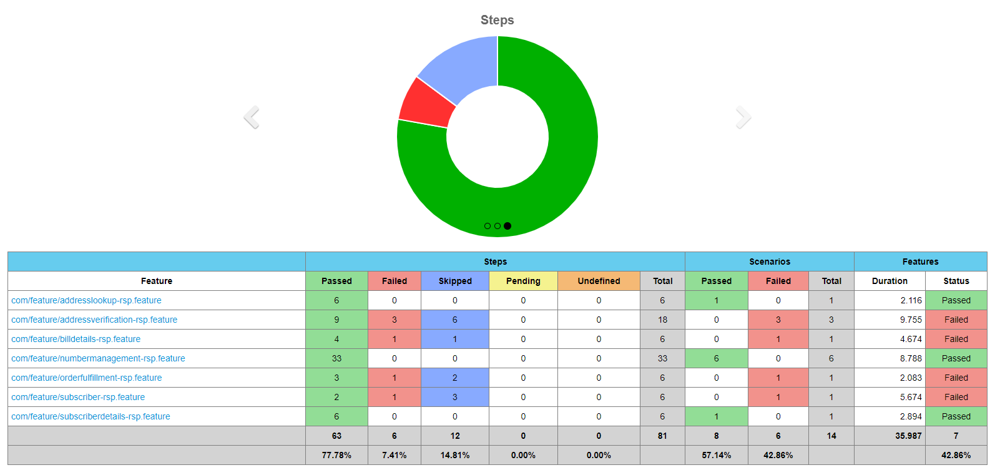 Steps
Steps Scenarios Features
Feature Passed Failed Skipped Pending Undefined Total Passed Failed Total Duration Status
com/feature/addresslookup-rsp.feature 6 0 0 0 0 6 1 0 1 2.116 Passed
com/feature/addressverification-rsp.feature 9 3 6 0 0 18 0 3 3 9.755 Failed
com/feature/billdetails-rsp.feature 4 1 1 0 0 6 0 1 1 4.674 Failed
com/feature/numbermanagement-rsp.feature 33 0 0 0 0 33 6 0 6 8.788 Passed
com/feature/orderfulfillment-rsp.feature 3 1 2 0 0 6 0 1 1 2.083 Failed
com/feature/subscriber-rsp.feature 2 1 3 0 0 6 0 1 1 5.674 Failed
com/feature/subscriberdetails-rsp.feature 6 0 0 0 0 6 1 0 1 2.894 Passed
63 6 12 0 0 81 8 6 14 35.987 7
77.78% 7.41% 14.81% 0.00% 0.00% 57.14% 42.86% 42.86%